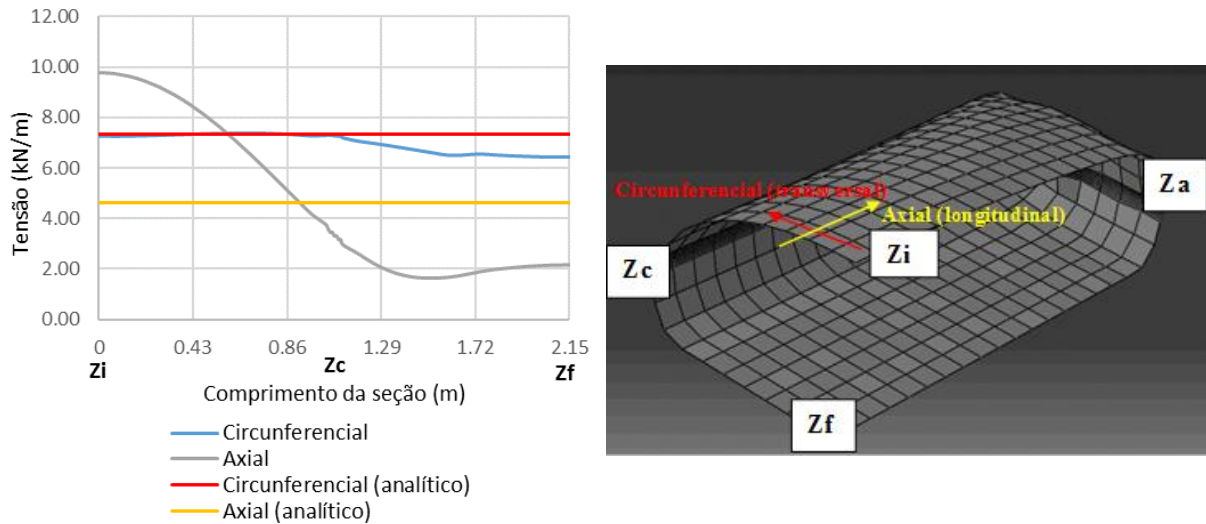 12.00
10.00
8.00
6.00
4.00
2.00
0.00
Tensão (kN/m)
0 0.43 0.86 1.29 1.72 2.15
Zi Zc Zf
Comprimento da seção (m)
Circunferencial
Axial
Circunferencial (analítico)
Axial (analítico)
Za
Circunferencial (transversal)
Axial (longitudinal)
Zi
Zc
Zf